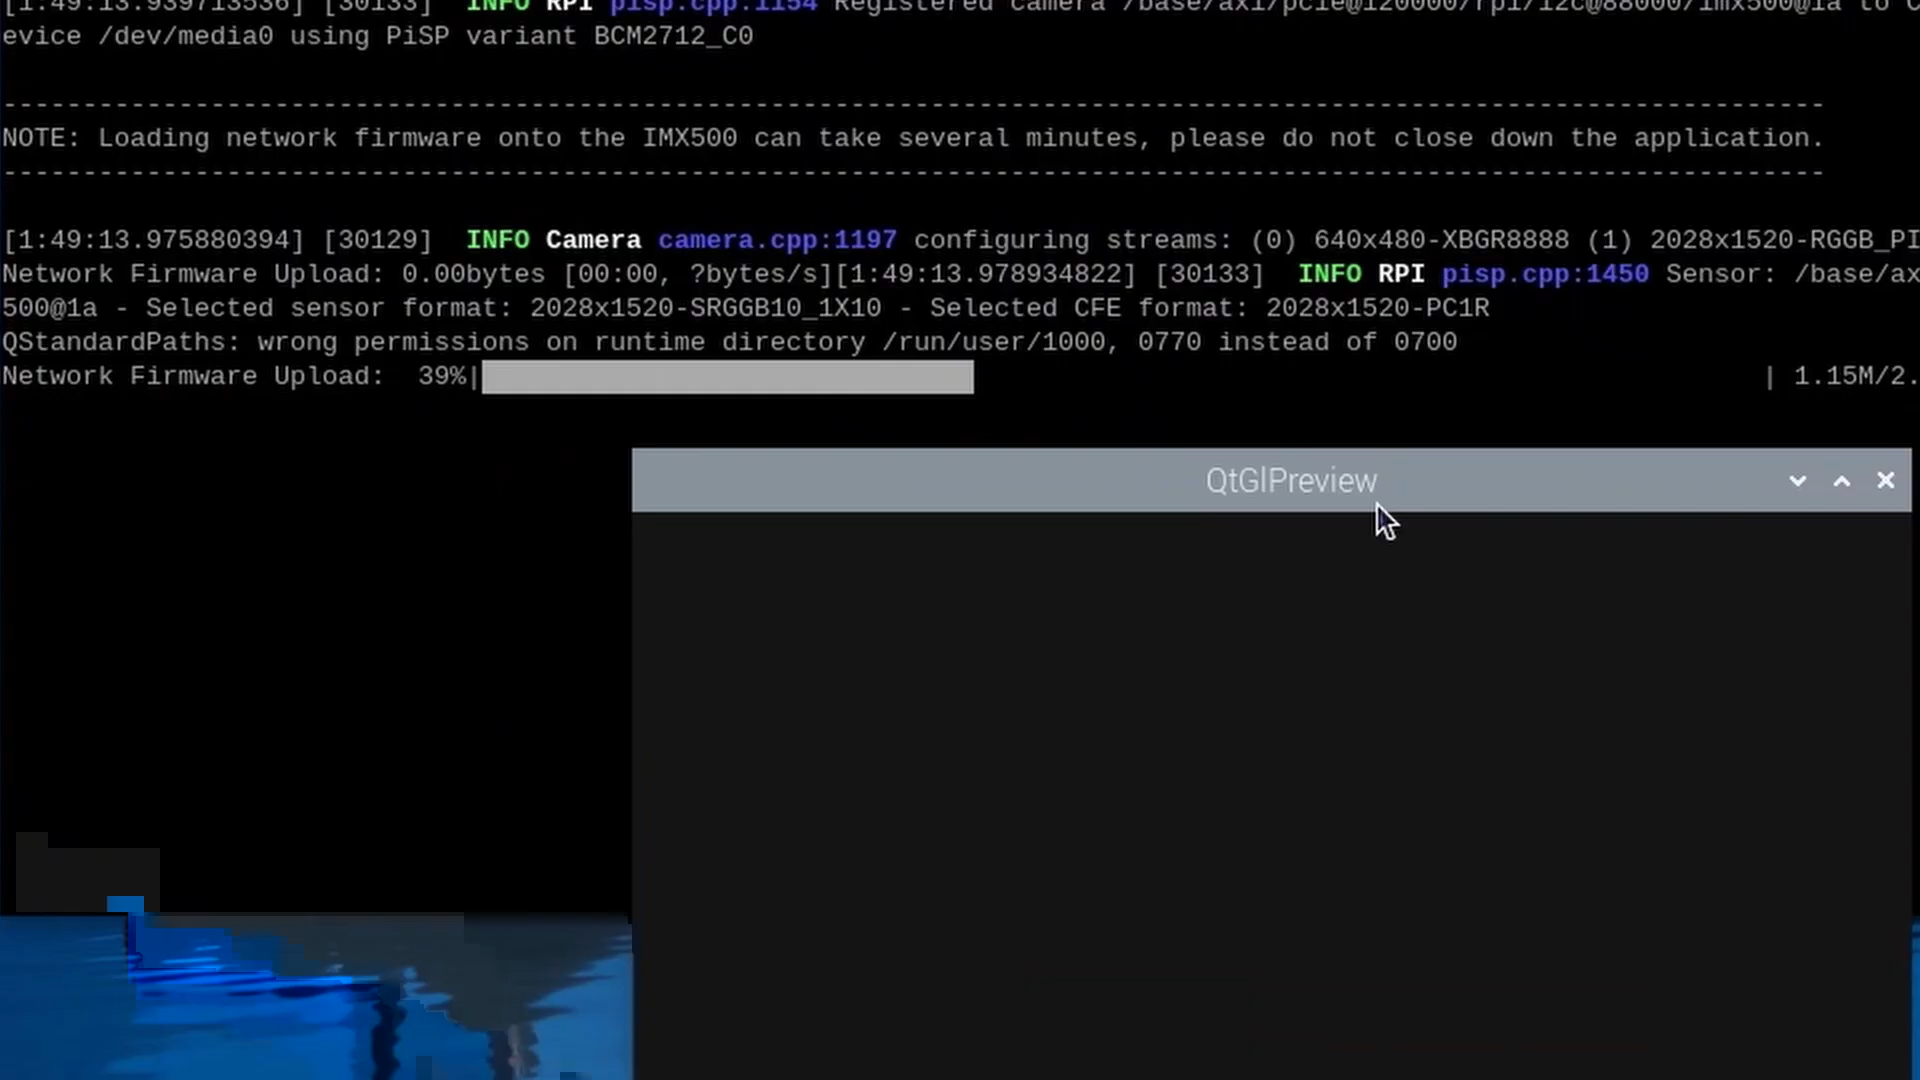 [1:49:13.939713536] [30133]  INFO RPI pisp.cpp:1154 Registered camera /base/axi/pcie@120000/rp1/i2c@88000/imx500@1a to
evice /dev/media0 using PiSP variant BCM2712_C0
------------------------------------------------------------------------------------------------------------------
NOTE: Loading network firmware onto the IMX500 can take several minutes, please do not close down the application.
------------------------------------------------------------------------------------------------------------------
[1:49:13.975880394] [30129]  INFO Camera camera.cpp:1197 configuring streams: (0) 640x480-XBGR8888 (1) 2028x1520-RGGB_PI
Network Firmware Upload: 0.00bytes [00:00, ?bytes/s][1:49:13.978934822] [30133]  INFO RPI pisp.cpp:1450 Sensor: /base/ax
500@1a - Selected sensor format: 2028x1520-SRGGB10_1X10 - Selected CFE format: 2028x1520-PC1R
QStandardPaths: wrong permissions on runtime directory /run/user/1000, 0770 instead of 0700
Network Firmware Upload:  39%| | 1.15M/2.
QtGlPreview